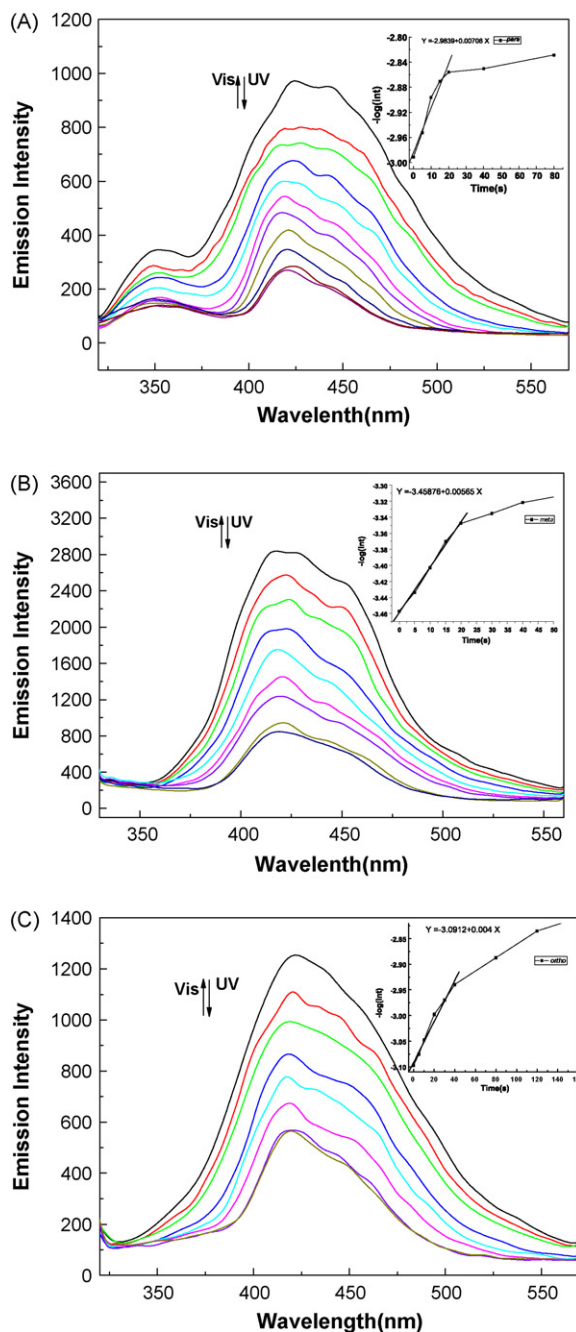 (A)
1200
1000
800
600
400
200
0
Emission Intensity
Vis UV
350 400 450 500 550
Wavelenth(nm)
Y =-2.9839+0.00708 X
para
-2.80
-2.84
-2.88
-2.92
-2.96
-3.00
-log(Int)
0 10 20 30 40 50 60 70 80
Time(s)
(B)
3600
3200
2800
2400
2000
1600
1200
800
400
0
Emission Intensity
Vis UV
350 400 450 500 550
Wavelenth(nm)
Y =-3.45876+0.00565 X
meta
-3.30
-3.32
-3.34
-3.36
-3.38
-3.40
-3.42
-3.44
-3.46
-log(Int)
0 5 10 15 20 25 30 35 40 45 50
Time(s)
(C)
1400
1200
1000
800
600
400
200
0
Emission Intensity
Vis UV
350 400 450 500 550
Wavelength(nm)
Y =-3.0912+0.004 X
ortho
-2.85
-2.90
-2.95
-3.00
-3.05
-3.10
-log(Int)
0 20 40 60 80 100 120 140
Time(s)